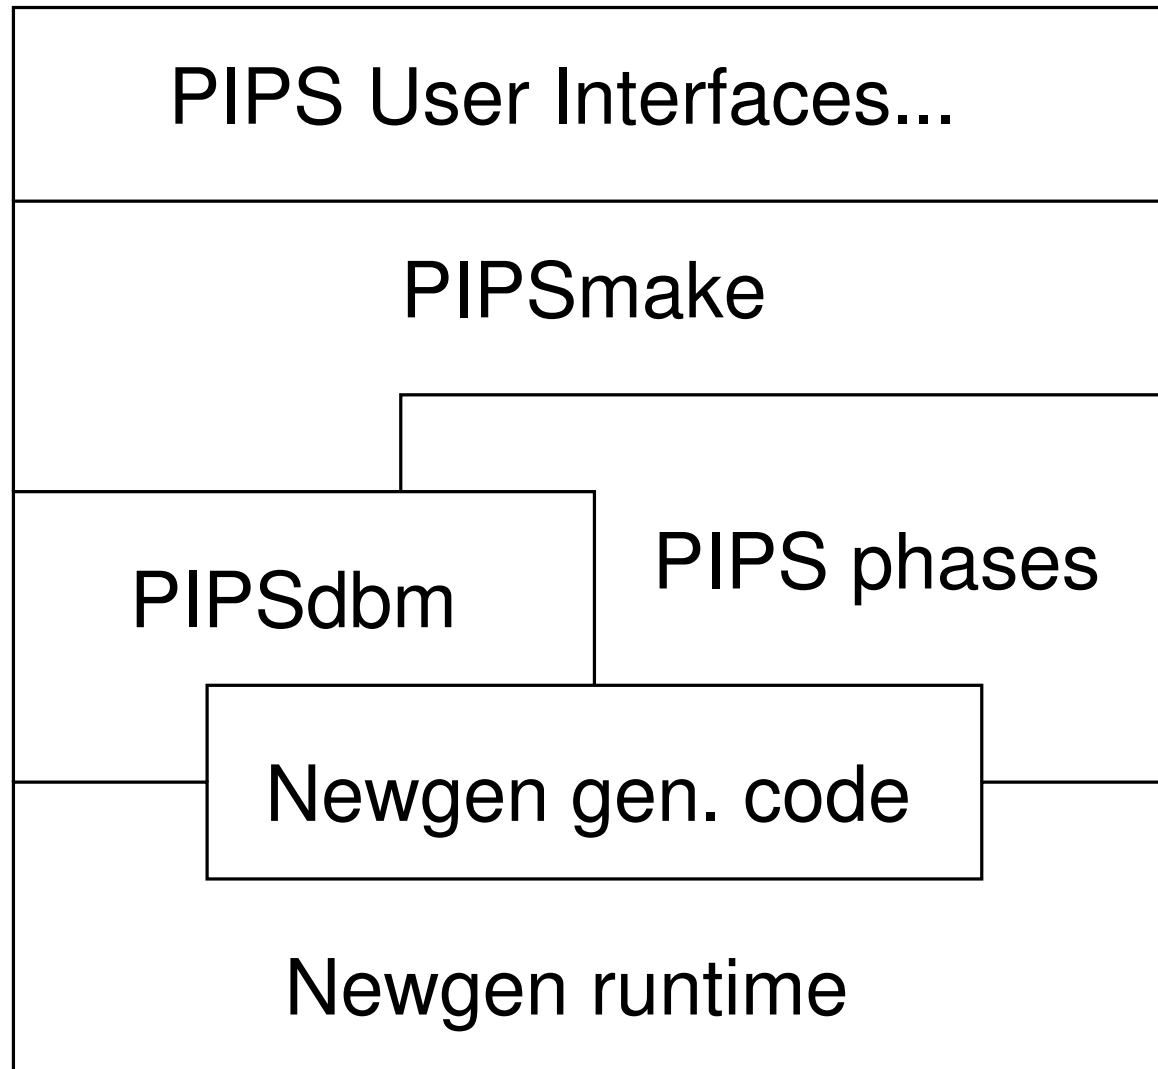 PIPS User Interfaces...
PIPSmake
PIPS phases
PIPSdbm
Newgen gen. code
Newgen runtime